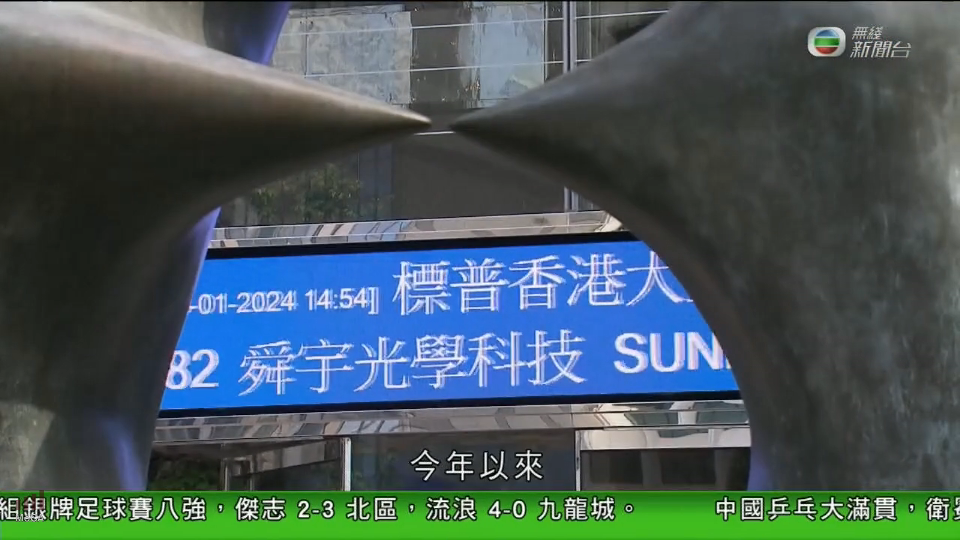 無綫
新聞台
-01-2024 14:54] 標普香港大
82 舜宇光學科技 SUN
今年以來
組銀牌足球賽八強，傑志 2-3 北區，流浪 4-0 九龍城。 中國乒乓大滿貫，衛